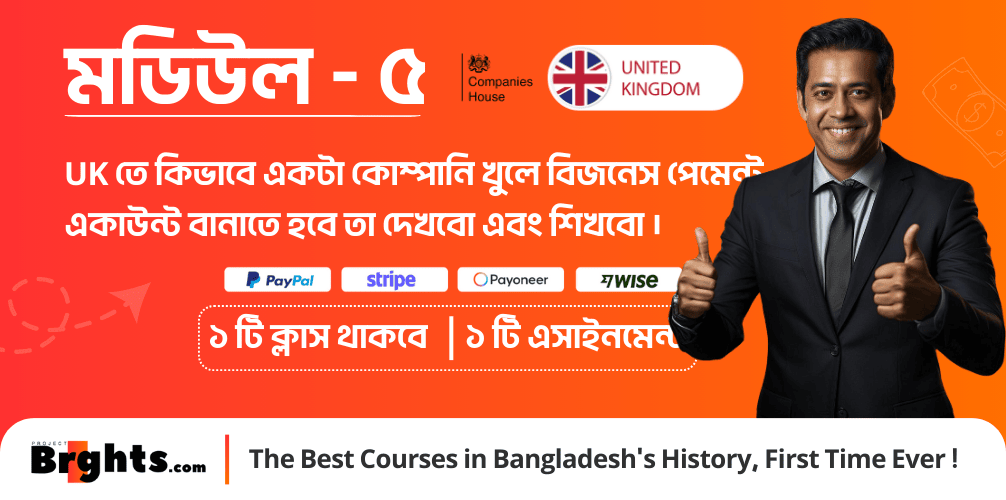 মডিউল - ৫
Companies
House
UNITED
KINGDOM
UK তে কিভাবে একটা কোম্পানি খুলে বিজনেস পেমেন্ট
একাউন্ট বানাতে হবে তা দেখবো এবং শিখবো ।
PayPal stripe Payoneer WISE
১ টি ক্লাস থাকবে | ১ টি এসাইনমেন্ট
PROJECT
Brghts.com
The Best Courses in Bangladesh's History, First Time Ever !